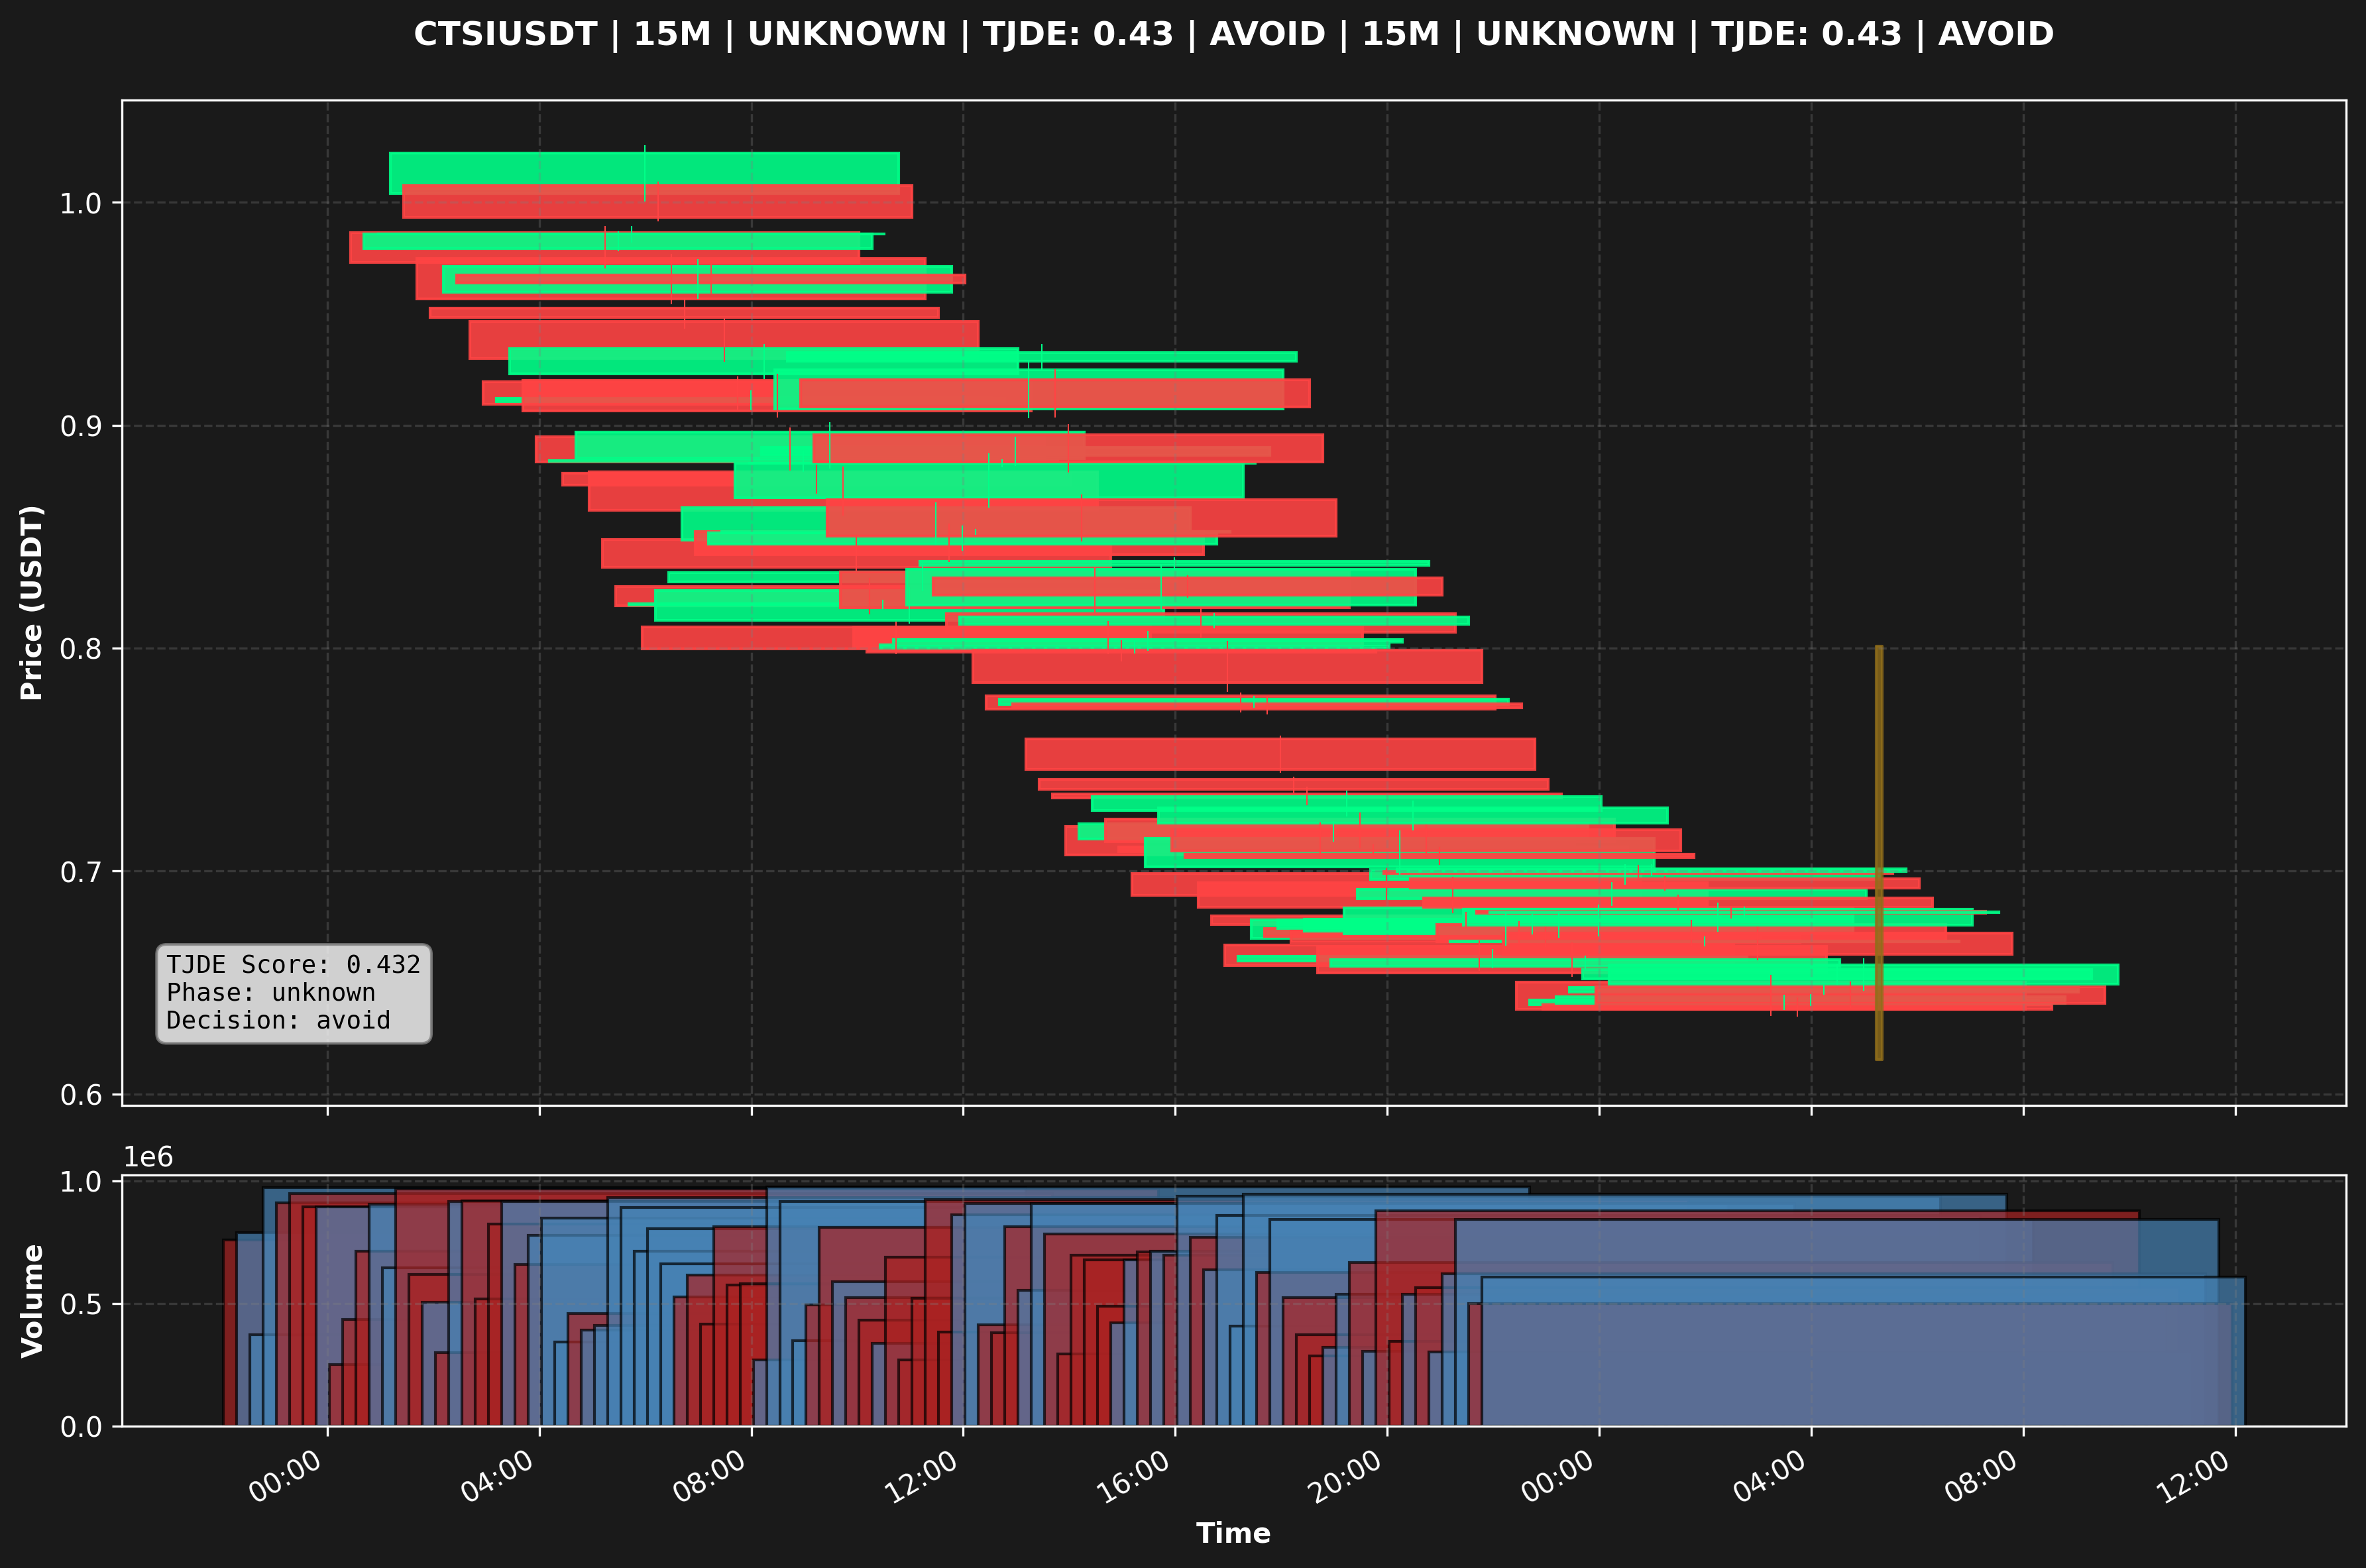 CTSIUSDT | 15M | UNKNOWN | TJDE: 0.43 | AVOID | 15M | UNKNOWN | TJDE: 0.43 | AVOID
Price (USDT)
1.0
0.9
0.8
0.7
0.6
TJDE Score: 0.432
Phase: unknown
Decision: avoid
1e6
Volume
1.0
0.5
0.0
00:00 04:00 08:00 12:00 16:00 20:00 00:00 04:00 08:00 12:00
Time